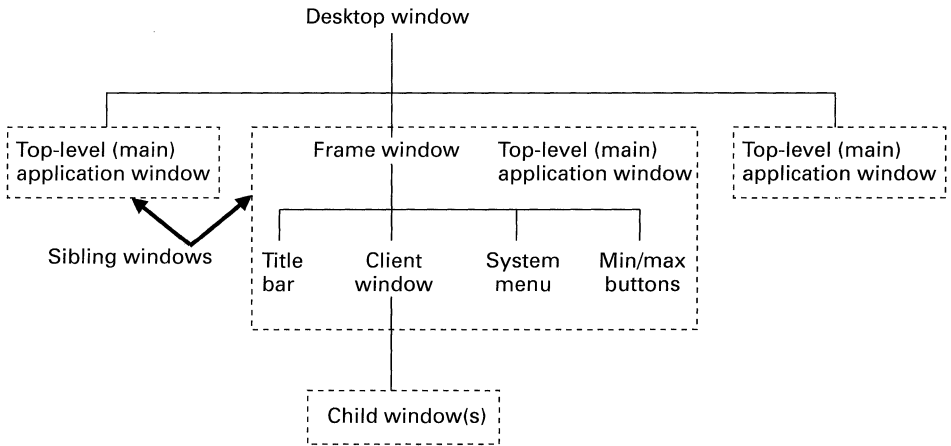 Desktop window
Top-level (main)
application window
Frame window
Top-level (main)
application window
Top-level (main)
application window
Sibling windows
Title
bar
Client
window
System
menu
Min/max
buttons
Child window(s)